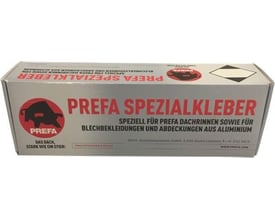 PREFA
DAS DACH,
STARK WIE EIN STIER!
PREFA SPEZIALKLEBER
SPEZIELL FÜR PREFA DACHRINNEN SOWIE FÜR
BLECHBEKLEIDUNGEN UND ABDECKUNGEN AUS ALUMINIUM